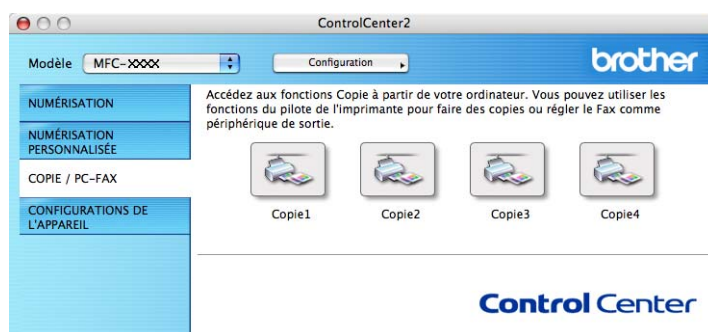 ControlCenter2
Modèle MFC-XXXX Configuration brother
NUMÉRISATION
NUMÉRISATION
PERSONNALISÉE
COPIE / PC-FAX
CONFIGURATIONS DE
L'APPAREIL
Accédez aux fonctions Copie à partir de votre ordinateur. Vous pouvez utiliser les
fonctions du pilote de l'imprimante pour faire des copies ou régler le Fax comme
périphérique de sortie.
Copie1 Copie2 Copie3 Copie4
Control Center